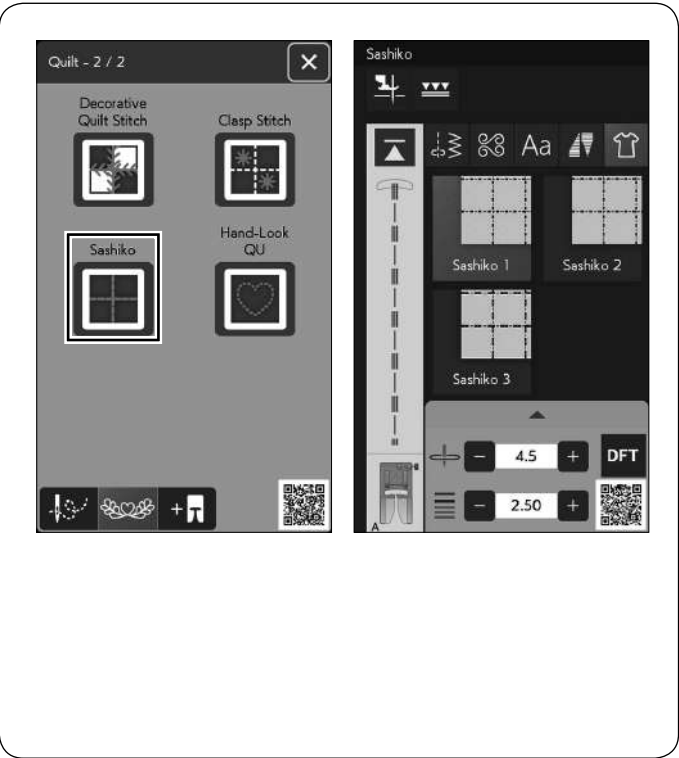 Quilt - 2 / 2
Decorative
Quilt Stitch
Clasp Stitch
Sashiko
Hand-Look
QU
Sashiko
Aa
Sashiko 1
Sashiko 2
Sashiko 3
4.5
DFT
2.50
A